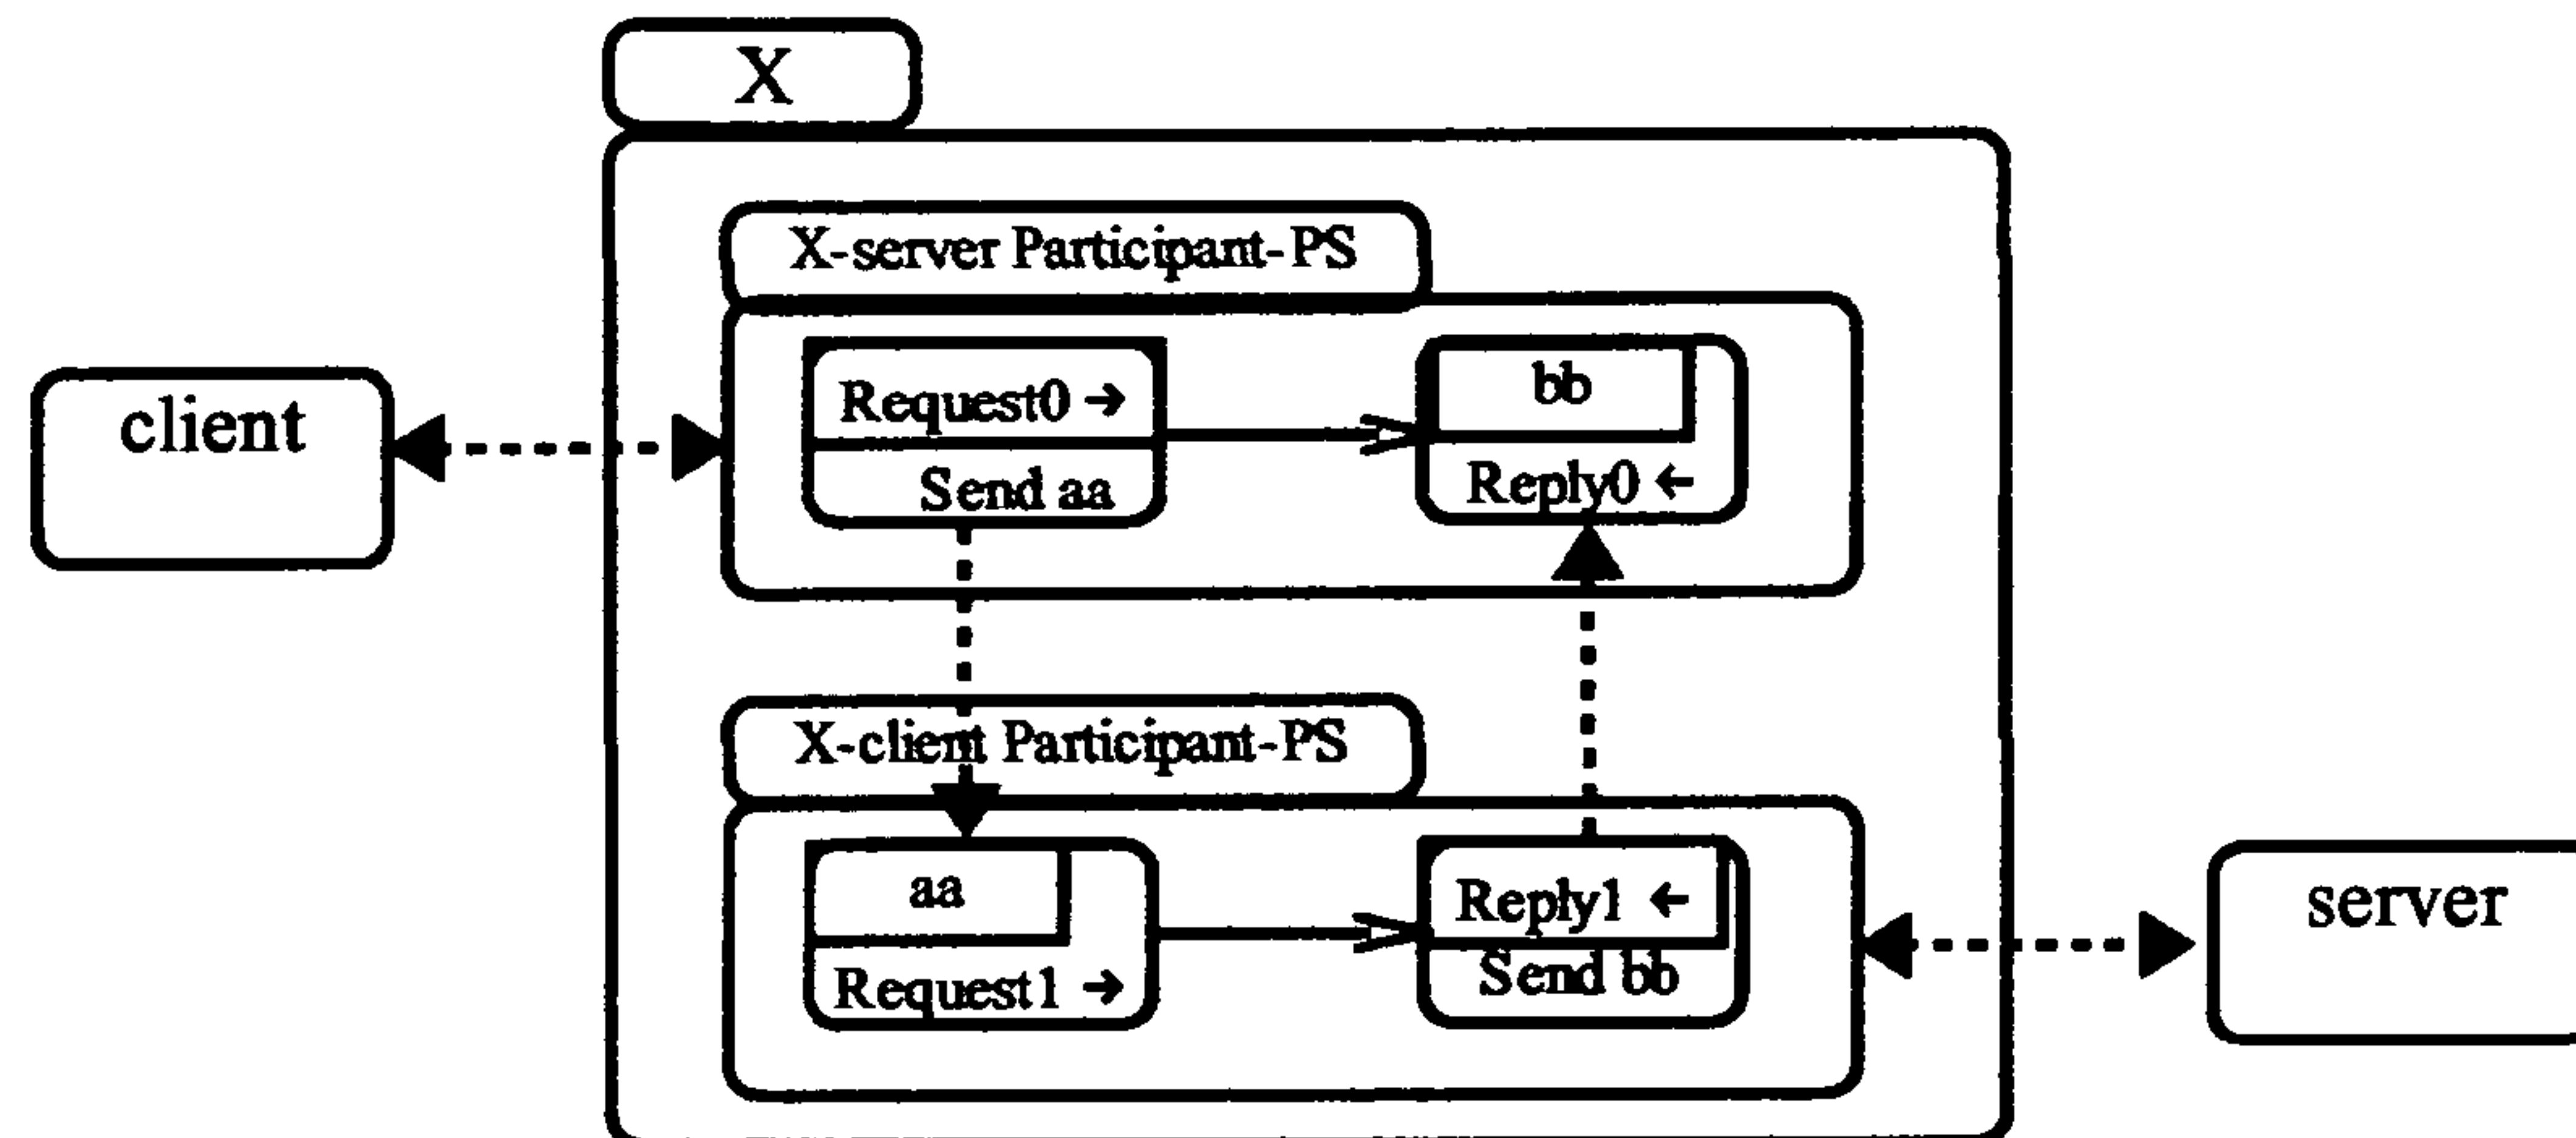 X
X-server Participant-PS
client
Request0 →
Send aa
bb
Reply0 ←
X-client Participant-PS
aa
Request1 →
Reply1 ←
Send bb
server